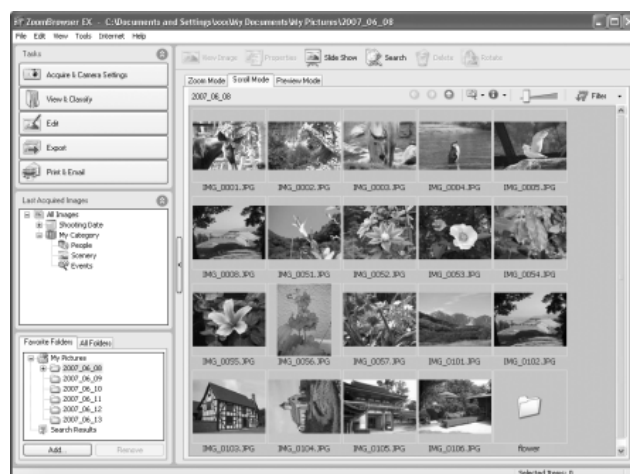 ZoomBrowser EX - C:\Documents and Settings\xxx\My Documents\My Pictures\2007_06_08
File Edit View Tools Internet Help
Tasks
Acquire & Camera Settings
View & Classify
Edit
Export
Print & Email
Last Acquired Images
All Images
Shooting Date
My Category
People
Scenery
Events
Favorite Folders All Folders
My Pictures
2007_06_08
2007_06_09
2007_06_10
2007_06_11
2007_06_12
2007_06_13
Search Results
Add... Remove
View Image Properties Slide Show Search Delete Rotate
Zoom Mode Scroll Mode Preview Mode
2007_06_08 Filter
IMG_0001.JPG IMG_0002.JPG IMG_0003.JPG IMG_0004.JPG IMG_0005.JPG
IMG_0008.JPG IMG_0051.JPG IMG_0052.JPG IMG_0053.JPG IMG_0054.JPG
IMG_0055.JPG IMG_0056.JPG IMG_0057.JPG IMG_0101.JPG IMG_0102.JPG
IMG_0103.JPG IMG_0104.JPG IMG_0105.JPG IMG_0106.JPG flower
Selected Items: 0